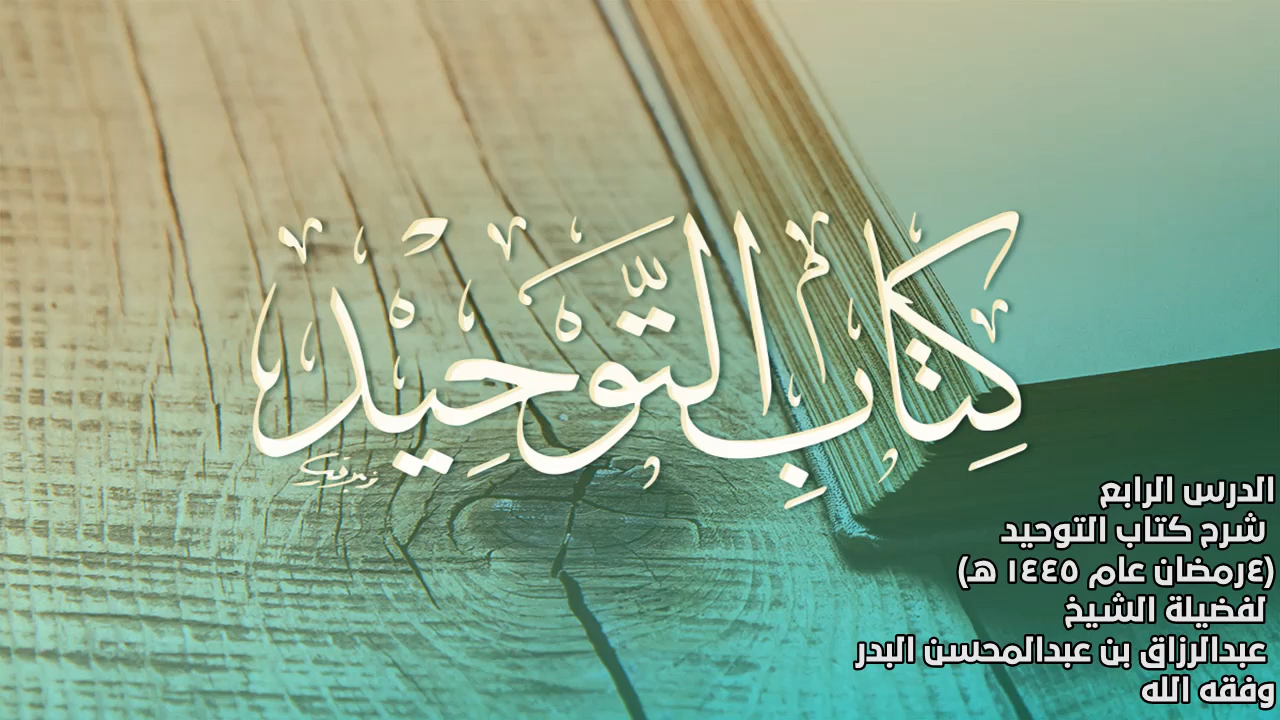 كِتَابُ التَّوحِيْد
الدرس الرابع
شرح كتاب التوحيد
(٤رمضان عام ١٤٤٥ هـ)
لفضيلة الشيخ
عبدالرزاق بن عبدالمحسن البدر
وفقه الله